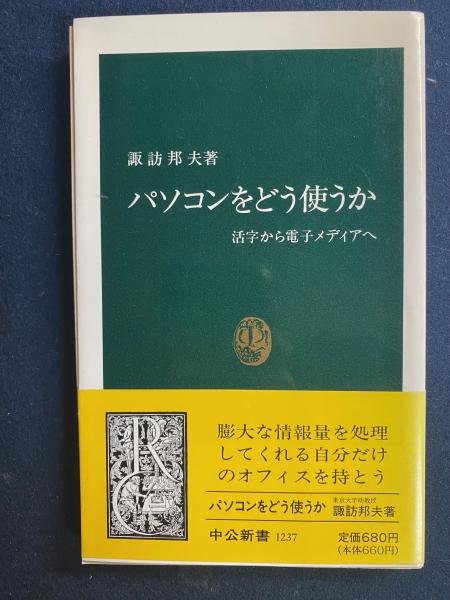 諏訪邦夫著
パソコンをどう使うか
活字から電子メディアへ
膨大な情報量を処理
してくれる自分だけ
のオフィスを持とう
パソコンをどう使うか 東京大学助教授 諏訪邦夫著
中公新書 1237 定価680円
(本体660円)